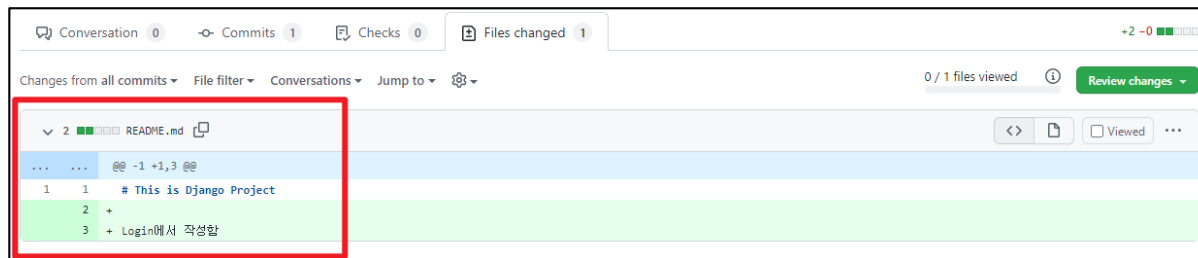 Conversation 0 Commits 1 Checks 0 Files changed 1 +2 −0
Changes from all commits File filter Conversations Jump to 0 / 1 files viewed Review changes
2 README.md Viewed
... ... @@ -1 +1,3 @@
1 1 # This is Django Project
2 +
3 + Login에서 작성함